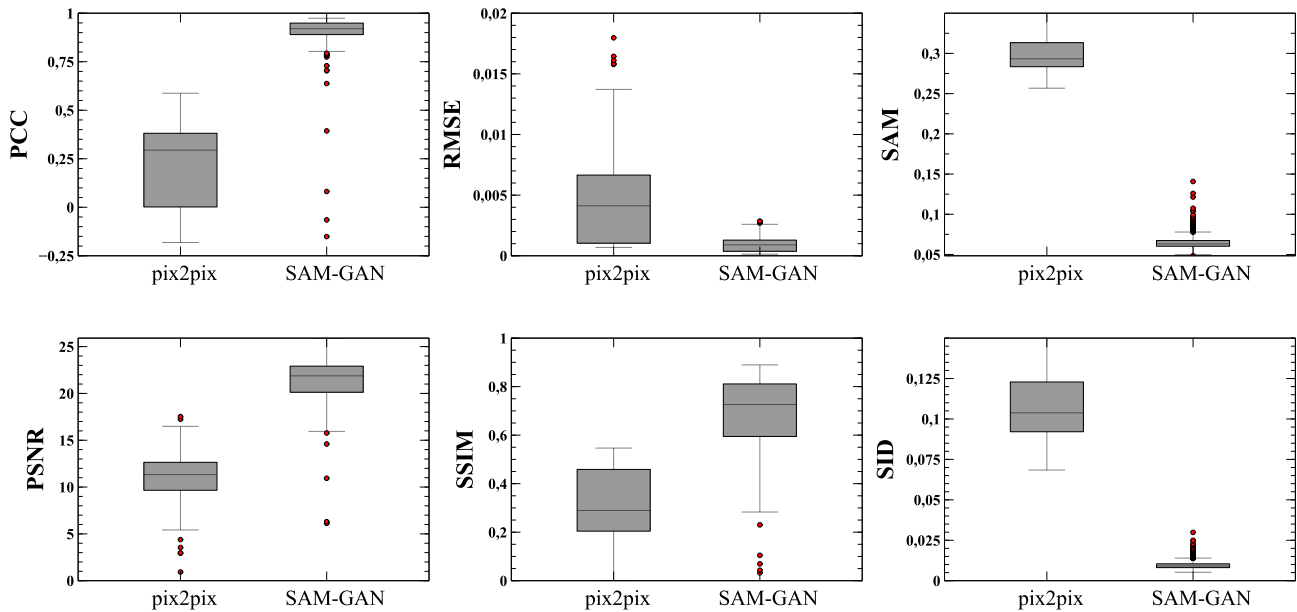 PCC
1
0,75
0,5
0,25
0
−0,25
pix2pix SAM-GAN
RMSE
0,02
0,015
0,01
0,005
0
pix2pix SAM-GAN
SAM
0,3
0,25
0,2
0,15
0,1
0,05
pix2pix SAM-GAN
PSNR
25
20
15
10
5
0
pix2pix SAM-GAN
SSIM
1
0,8
0,6
0,4
0,2
0
pix2pix SAM-GAN
SID
0,125
0,1
0,075
0,05
0,025
0
pix2pix SAM-GAN